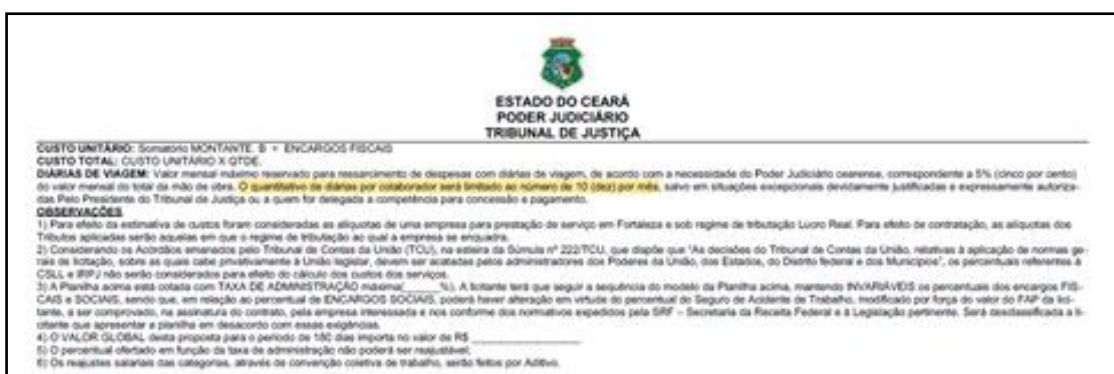 ESTADO DO CEARÁ
PODER JUDICIÁRIO
TRIBUNAL DE JUSTIÇA
CUSTO UNITÁRIO: Somatório MONTANTE B + ENCARGOS FISCAIS
CUSTO TOTAL: CUSTO UNITÁRIO X QTDE.
DIÁRIAS DE VIAGEM: Valor mensal máximo reservado para ressarcimento de despesas com diárias de viagem, de acordo com a necessidade do Poder Judiciário cearense, correspondente a 5% (cinco por cento)
do valor mensal do total da mão de obra. O quantitativo de diárias por colaborador será limitado ao número de 10 (dez) por mês, salvo em situações excepcionais devidamente justificadas e expressamente autoriza-
das Pelo Presidente do Tribunal de Justiça ou a quem for delegada a competência para concessão e pagamento.
OBSERVAÇÕES
1) Para efeito da estimativa de custos foram consideradas as alíquotas de uma empresa para prestação de serviço em Fortaleza e sob regime de tributação Lucro Real. Para efeito de contratação, as alíquotas dos
Tributos aplicadas serão aquelas em que o regime de tributação ao qual a empresa se enquadra.
2) Considerando os Acórdãos emanados pelo Tribunal de Contas da União (TCU), na esteira da Súmula nº 222/TCU, que dispõe que "As decisões do Tribunal de Contas da União, relativas à aplicação de normas ge-
rais de licitação, sobre as quais cabe privativamente à União legislar, devem ser acatadas pelos administradores dos Poderes da União, dos Estados, do Distrito federal e dos Municípios", os percentuais referentes à
CSLL e IRPJ não serão considerados para efeito do cálculo dos custos dos serviços.
3) A Planilha acima está cotada com TAXA DE ADMINISTRAÇÃO máxima(______%). A licitante terá que seguir a sequência do modelo da Planilha acima, mantendo INVARIÁVEIS os percentuais dos encargos FIS-
CAIS e SOCIAIS, sendo que, em relação ao percentual de ENCARGOS SOCIAIS, poderá haver alteração em virtude do percentual do Seguro de Acidente de Trabalho, modificado por força do valor do FAP da lici-
tante, a ser comprovado, na assinatura do contrato, pela empresa interessada e nos conforme dos normativos expedidos pela SRF – Secretaria da Receita Federal e à Legislação pertinente. Será desclassificada a li-
citante que apresentar a planilha em desacordo com essas exigências.
4) O VALOR GLOBAL desta proposta para o período de 180 dias importa no valor de R$ ____________
5) O percentual ofertado em função da taxa de administração não poderá ser reajustável;
6) Os reajustes salariais das categorias, através de convenção coletiva de trabalho, serão feitos por Aditivo.